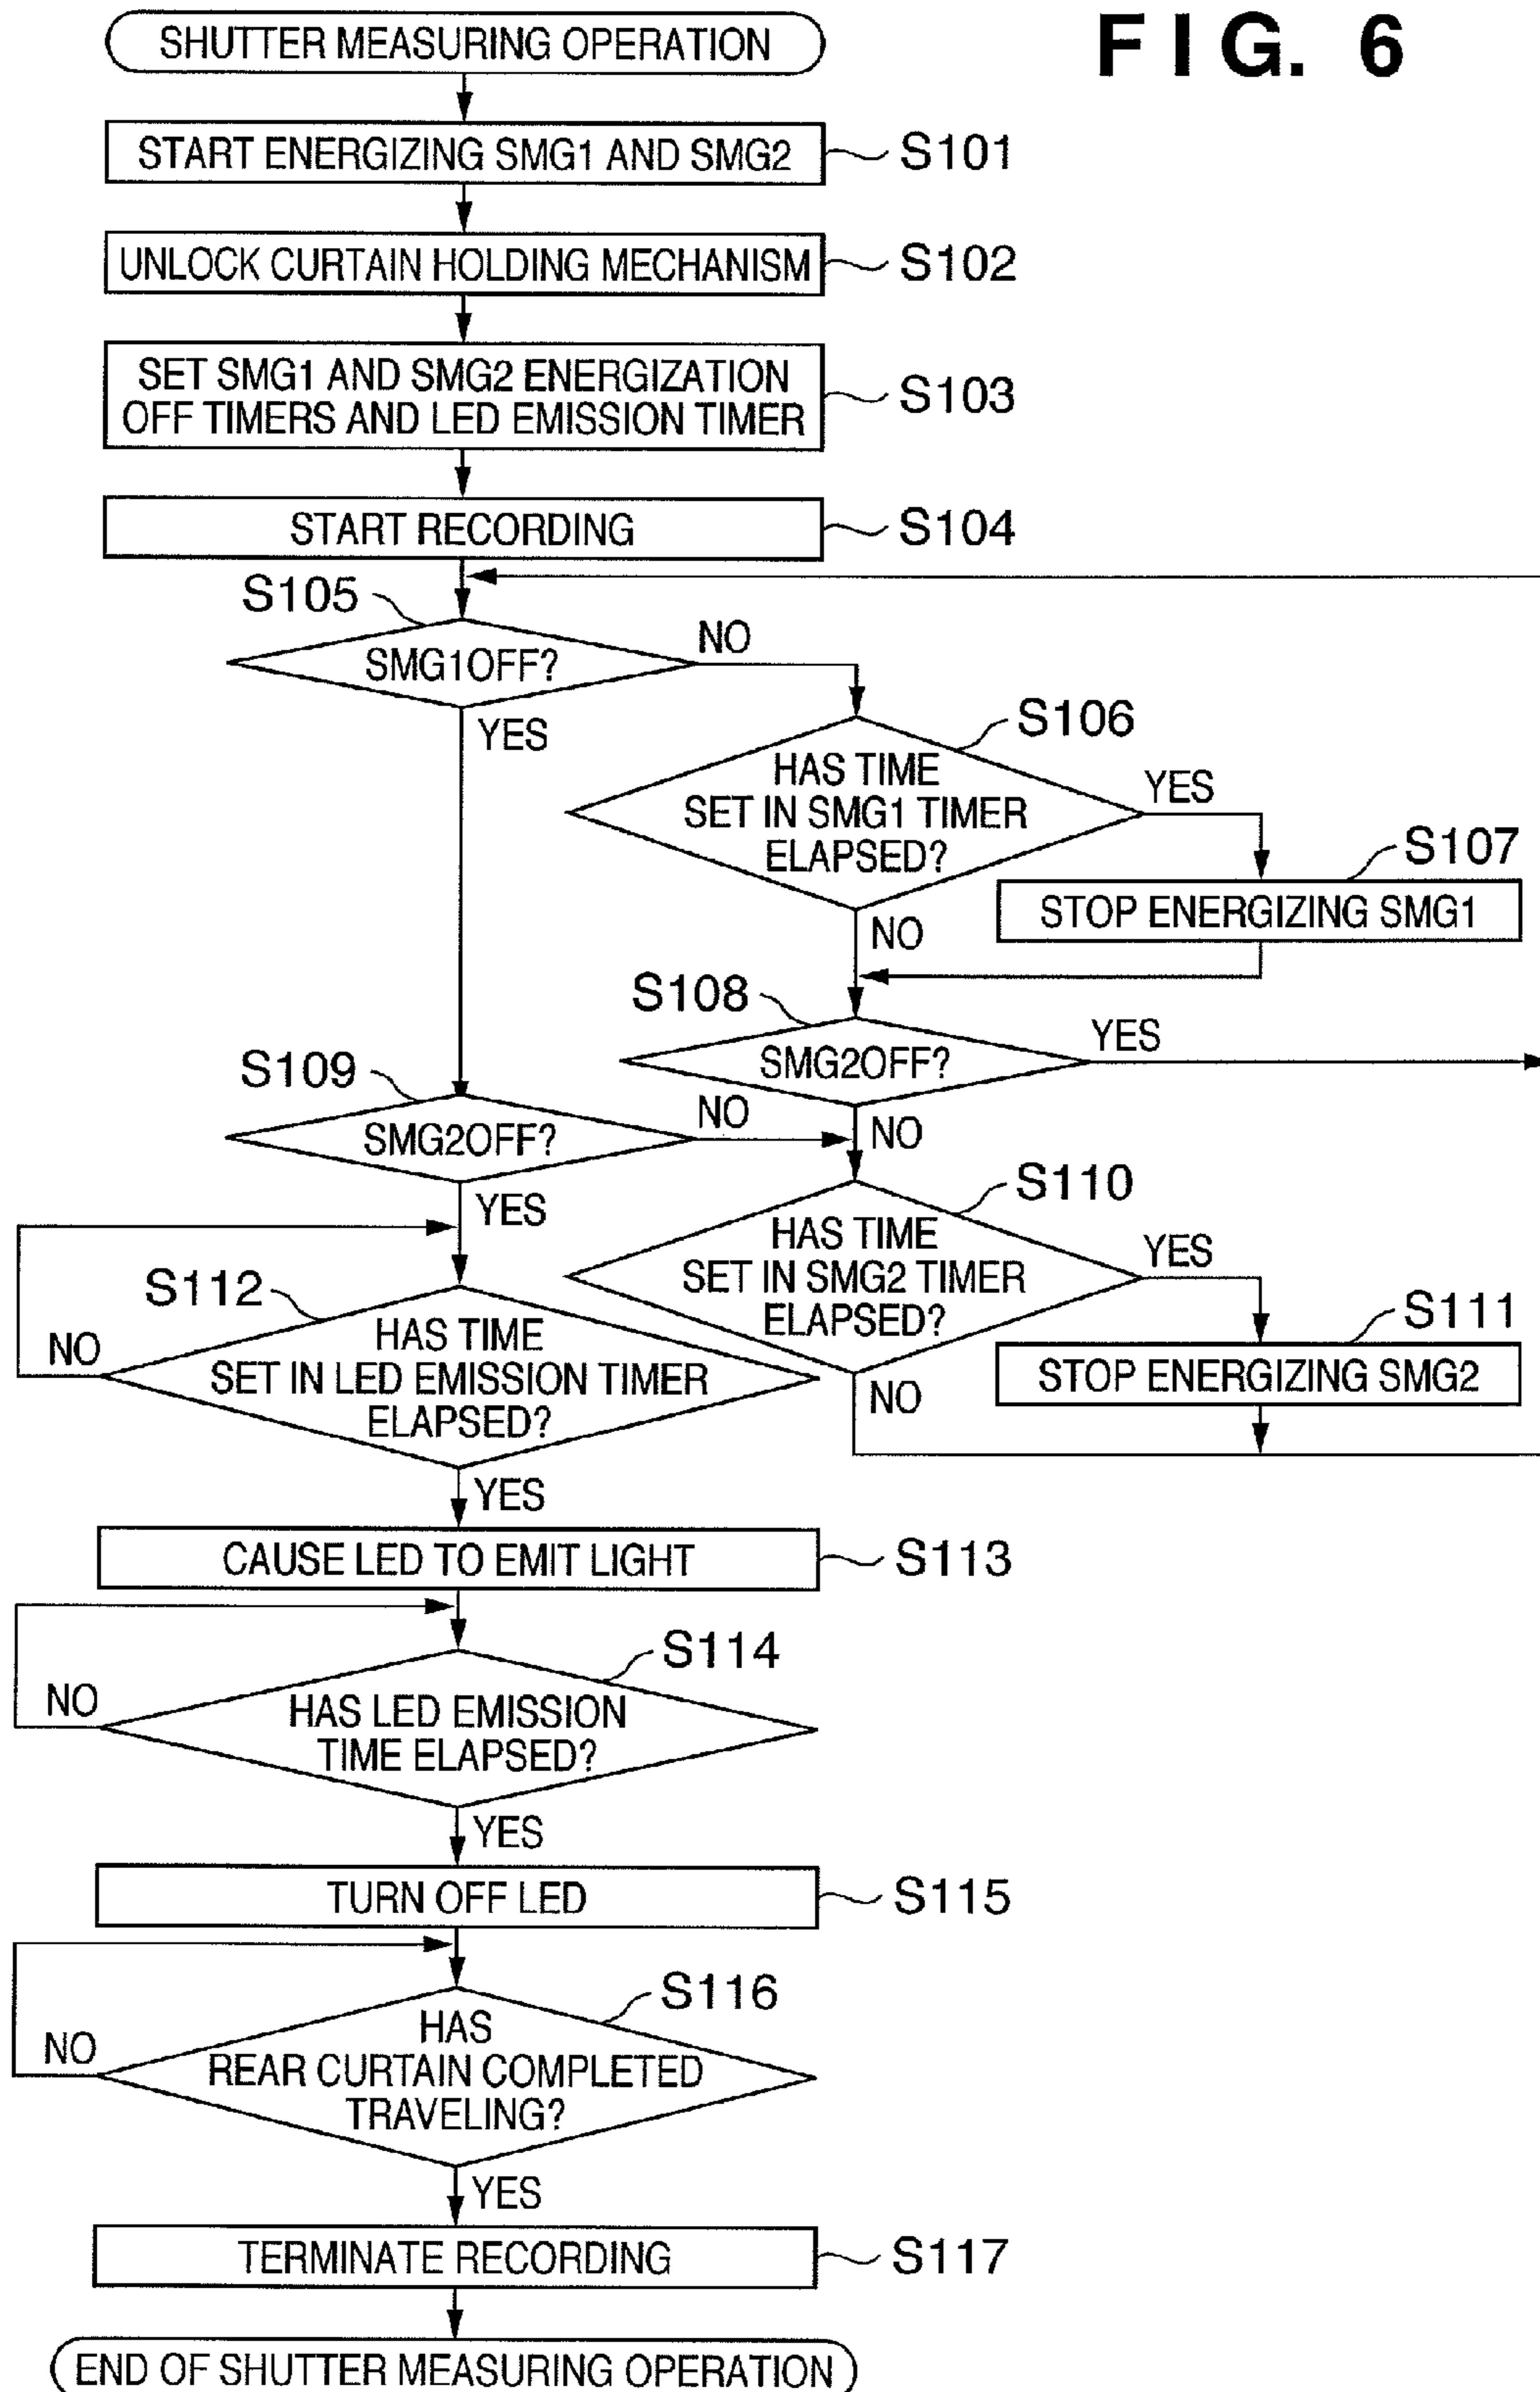 FIG. 6
SHUTTER MEASURING OPERATION
START ENERGIZING SMG1 AND SMG2
S101
UNLOCK CURTAIN HOLDING MECHANISM
S102
SET SMG1 AND SMG2 ENERGIZATION
OFF TIMERS AND LED EMISSION TIMER
S103
START RECORDING
S104
S105
SMG1OFF?
NO
YES
S106
HAS TIME
SET IN SMG1 TIMER
ELAPSED?
YES
NO
S107
STOP ENERGIZING SMG1
S108
SMG2OFF?
YES
NO
S109
SMG2OFF?
NO
YES
S110
HAS TIME
SET IN SMG2 TIMER
ELAPSED?
YES
NO
S111
STOP ENERGIZING SMG2
S112
HAS TIME
SET IN LED EMISSION TIMER
ELAPSED?
NO
YES
CAUSE LED TO EMIT LIGHT
S113
S114
HAS LED EMISSION
TIME ELAPSED?
NO
YES
TURN OFF LED
S115
S116
HAS
REAR CURTAIN COMPLETED
TRAVELING?
NO
YES
TERMINATE RECORDING
S117
END OF SHUTTER MEASURING OPERATION